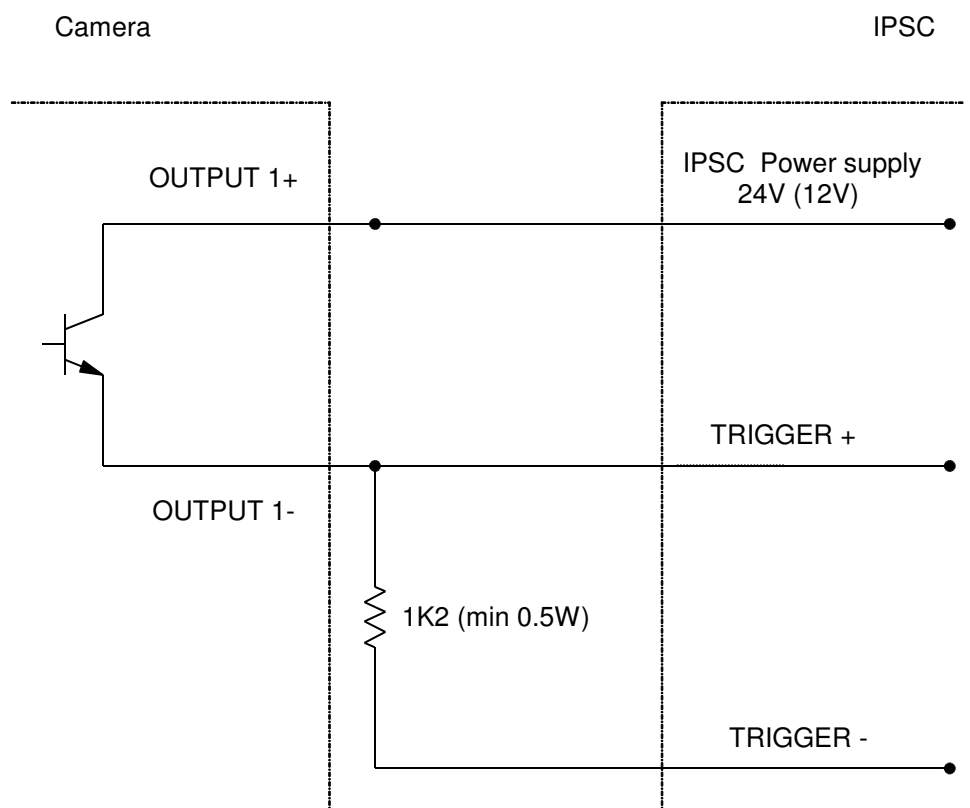 Camera
IPSC
OUTPUT 1+
IPSC Power supply
24V (12V)
TRIGGER +
OUTPUT 1-
1K2 (min 0.5W)
TRIGGER -